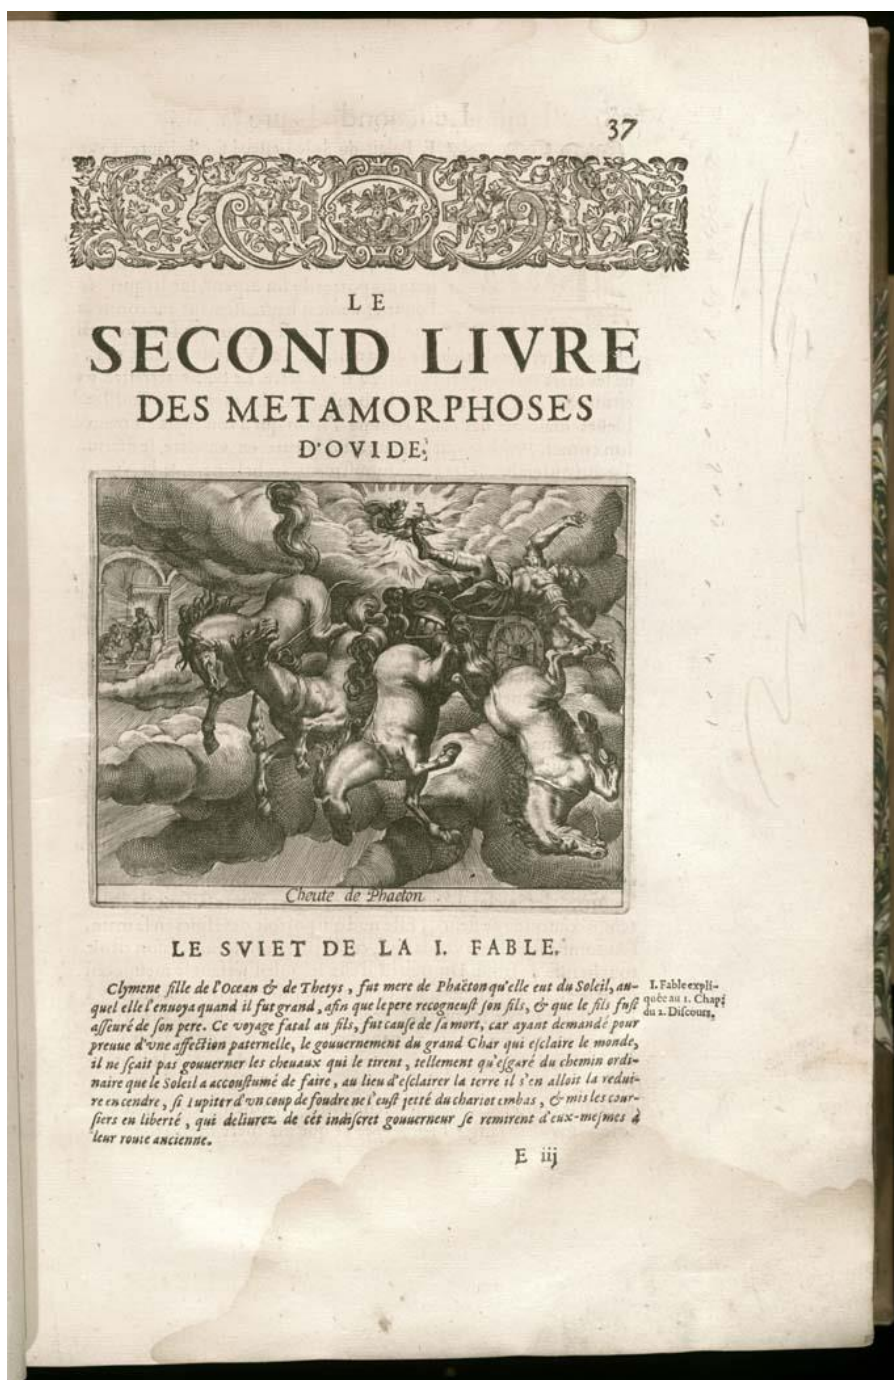 37
LE
SECOND LIVRE
DES METAMORPHOSES
D'OVIDE.
Cheute de Phaeton
LE SVIET DE LA I. FABLE.
Clymene fille de l'Ocean & de Thetys, fut mere de Phaëton qu'elle eut du Soleil, au-
quel elle l'enuoya quand il fut grand, afin que le pere recogneust son fils, & que le fils fust
asseuré de son pere. Ce voyage fatal au fils, fut cause de sa mort, car ayant demandé pour
preuue d'vne affection paternelle, le gouuernement du grand Char qui esclaire le monde,
il ne sçait pas gouuerner les cheuaux qui le tirent, tellement qu'esgaré du chemin ordi-
naire que le Soleil a accoustumé de faire, au lieu d'esclairer la terre il s'en alloit la redui-
re en cendre, si Iupiter d'vn coup de foudre ne l'eust jetté du chariot embas, & mis les cour-
siers en liberté, qui deliurez de cét indiscret gouuerneur se remirent d'eux-mesmes à
leur route ancienne.
I. Fable expli-
quée au 1. Chap.
du 2. Discours.
E iij